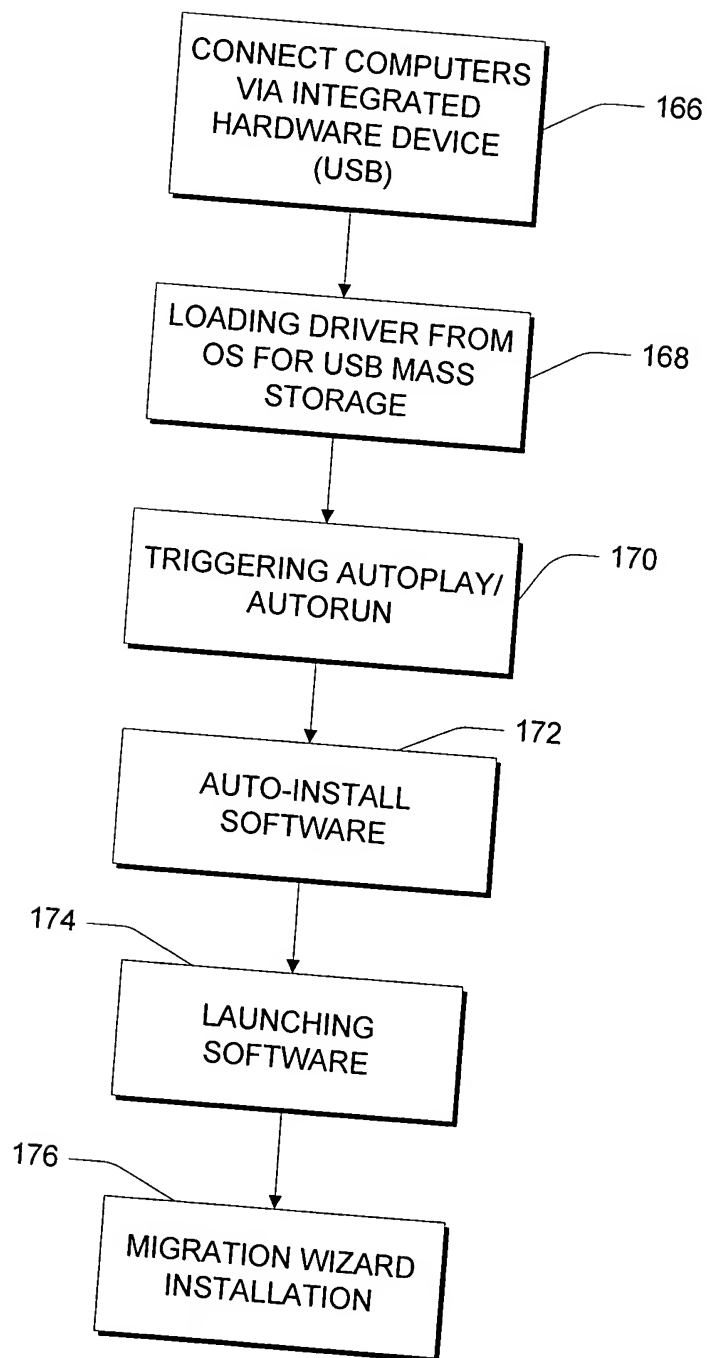 CONNECT COMPUTERS
VIA INTEGRATED
HARDWARE DEVICE
(USB)
166
LOADING DRIVER FROM
OS FOR USB MASS
STORAGE
168
TRIGGERING AUTOPLAY/
AUTORUN
170
172
AUTO-INSTALL
SOFTWARE
174
LAUNCHING
SOFTWARE
176
MIGRATION WIZARD
INSTALLATION